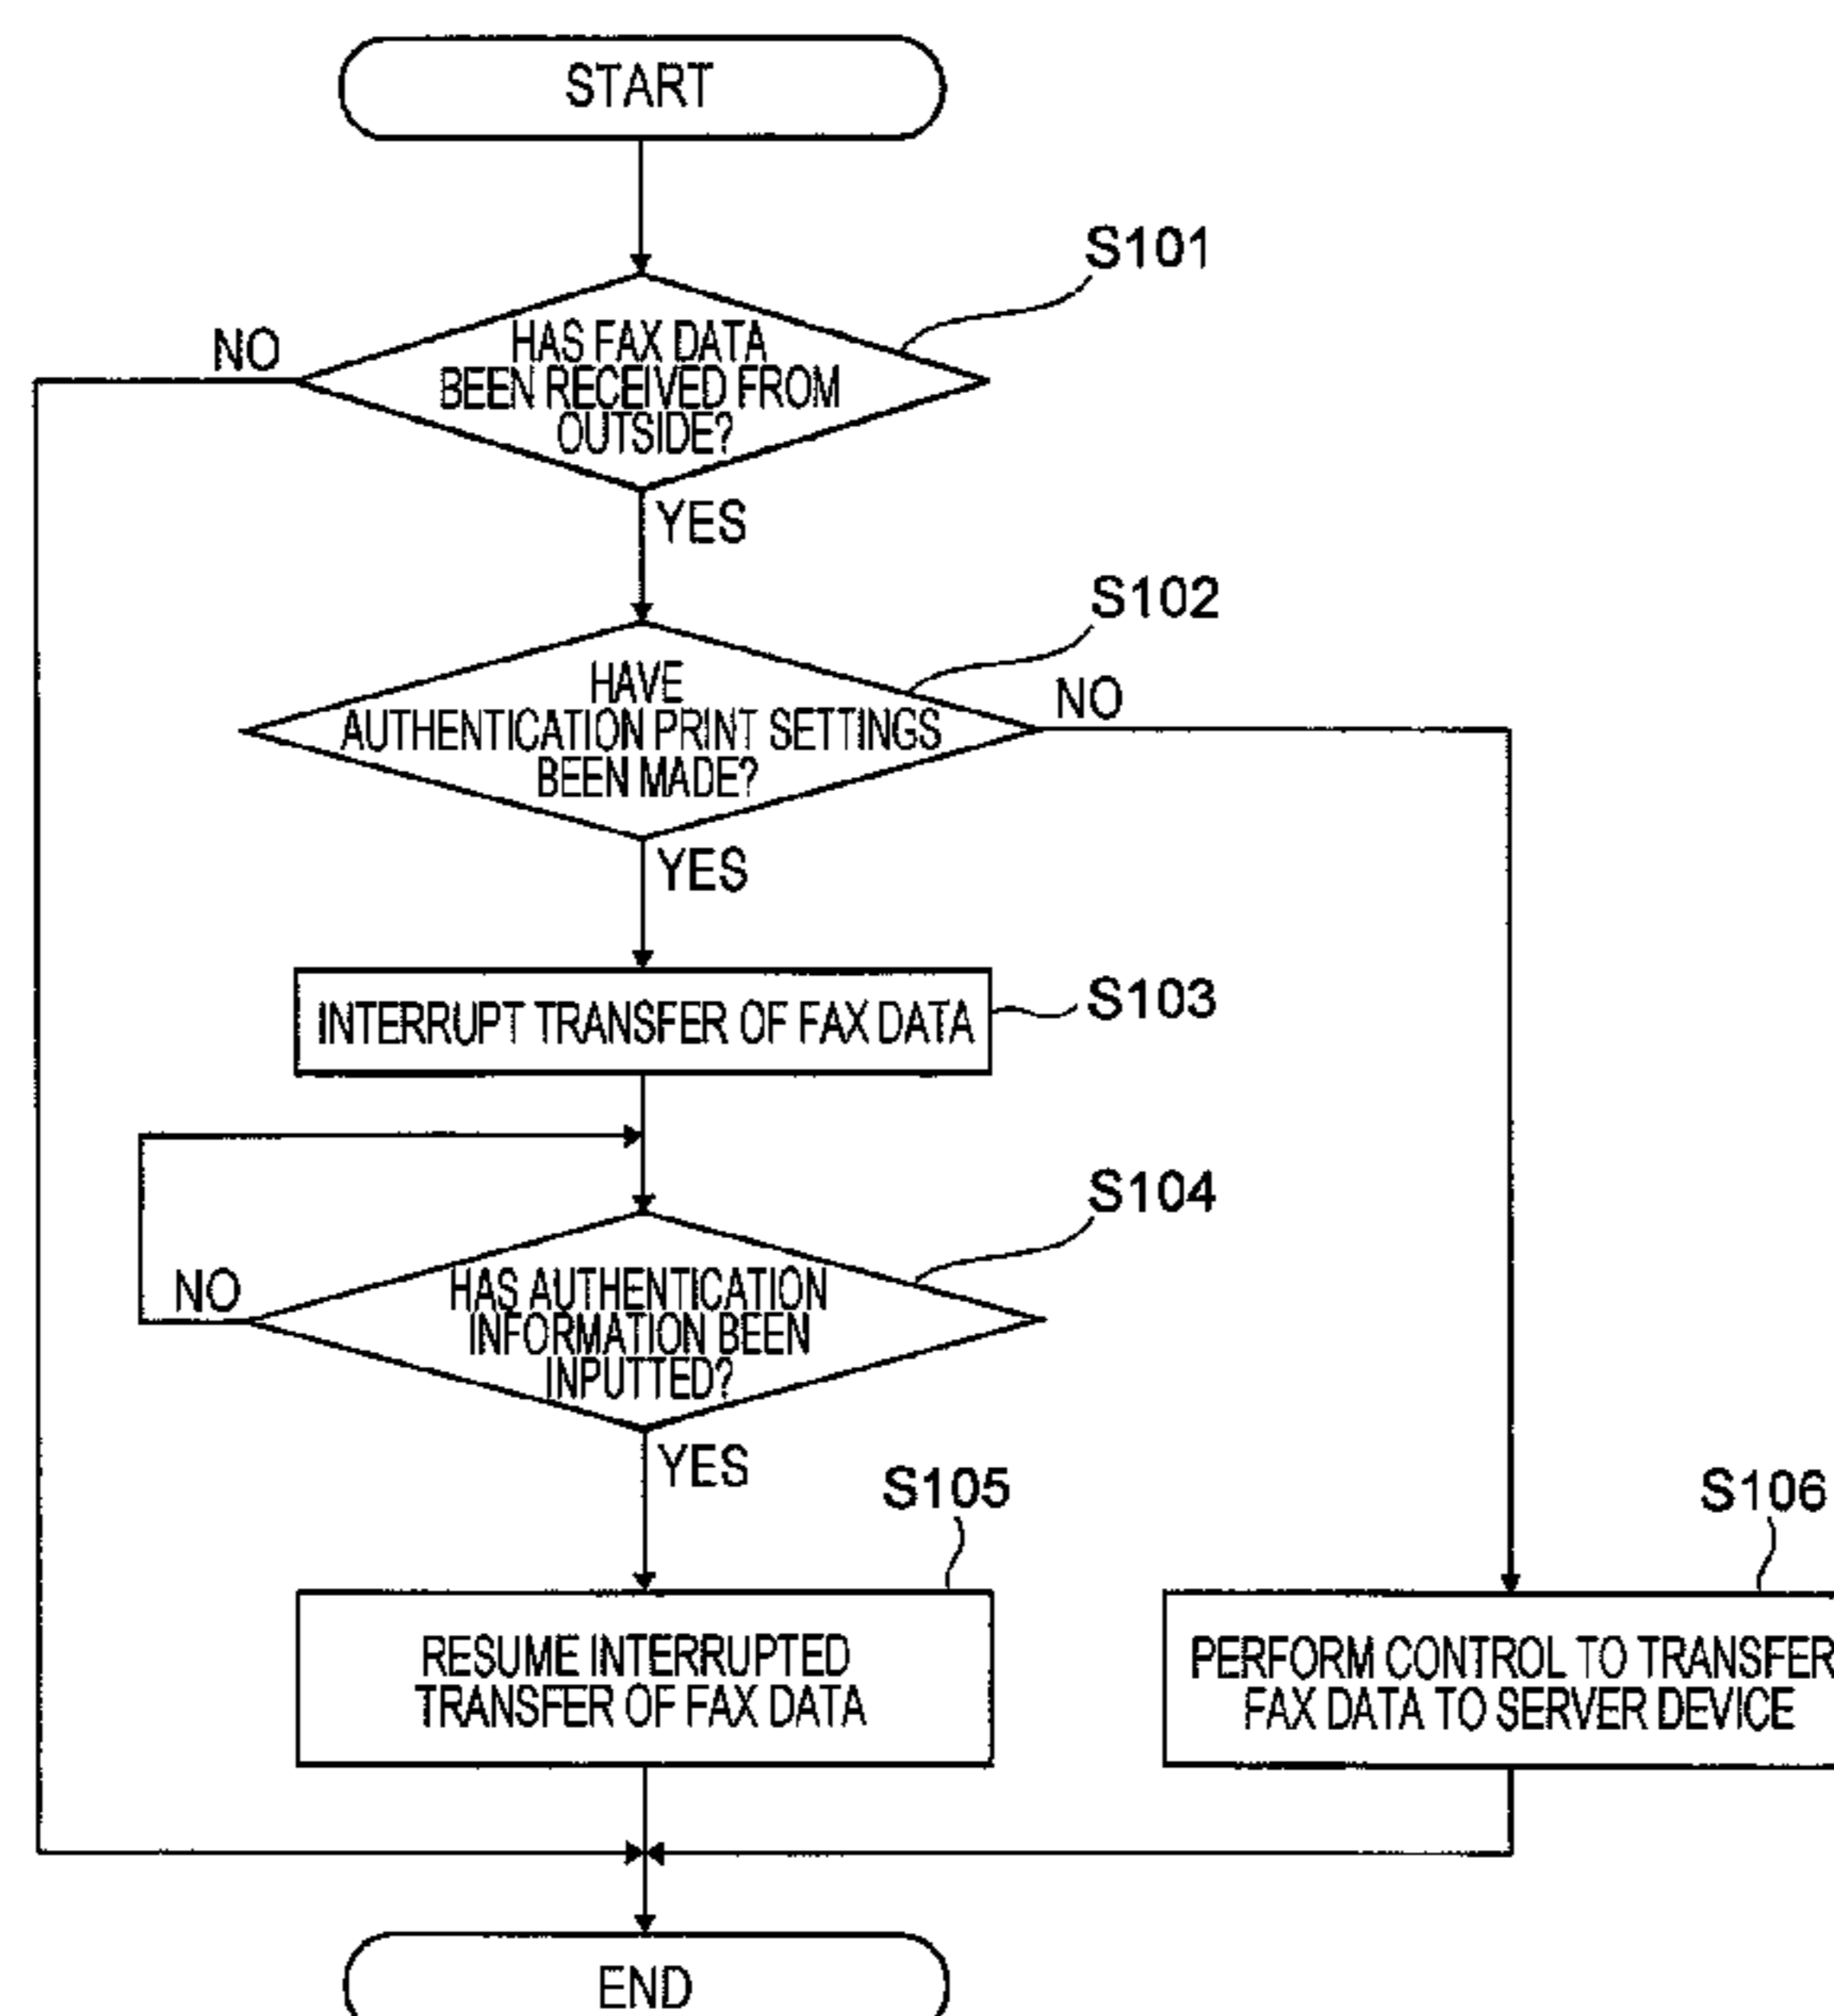 START
S101
NO
HAS FAX DATA
BEEN RECEIVED FROM
OUTSIDE?
YES
S102
HAVE
AUTHENTICATION PRINT SETTINGS
BEEN MADE?
NO
YES
INTERRUPT TRANSFER OF FAX DATA
S103
S104
NO
HAS AUTHENTICATION
INFORMATION BEEN
INPUTTED?
YES
S105
S106
RESUME INTERRUPTED
TRANSFER OF FAX DATA
PERFORM CONTROL TO TRANSFER
FAX DATA TO SERVER DEVICE
END